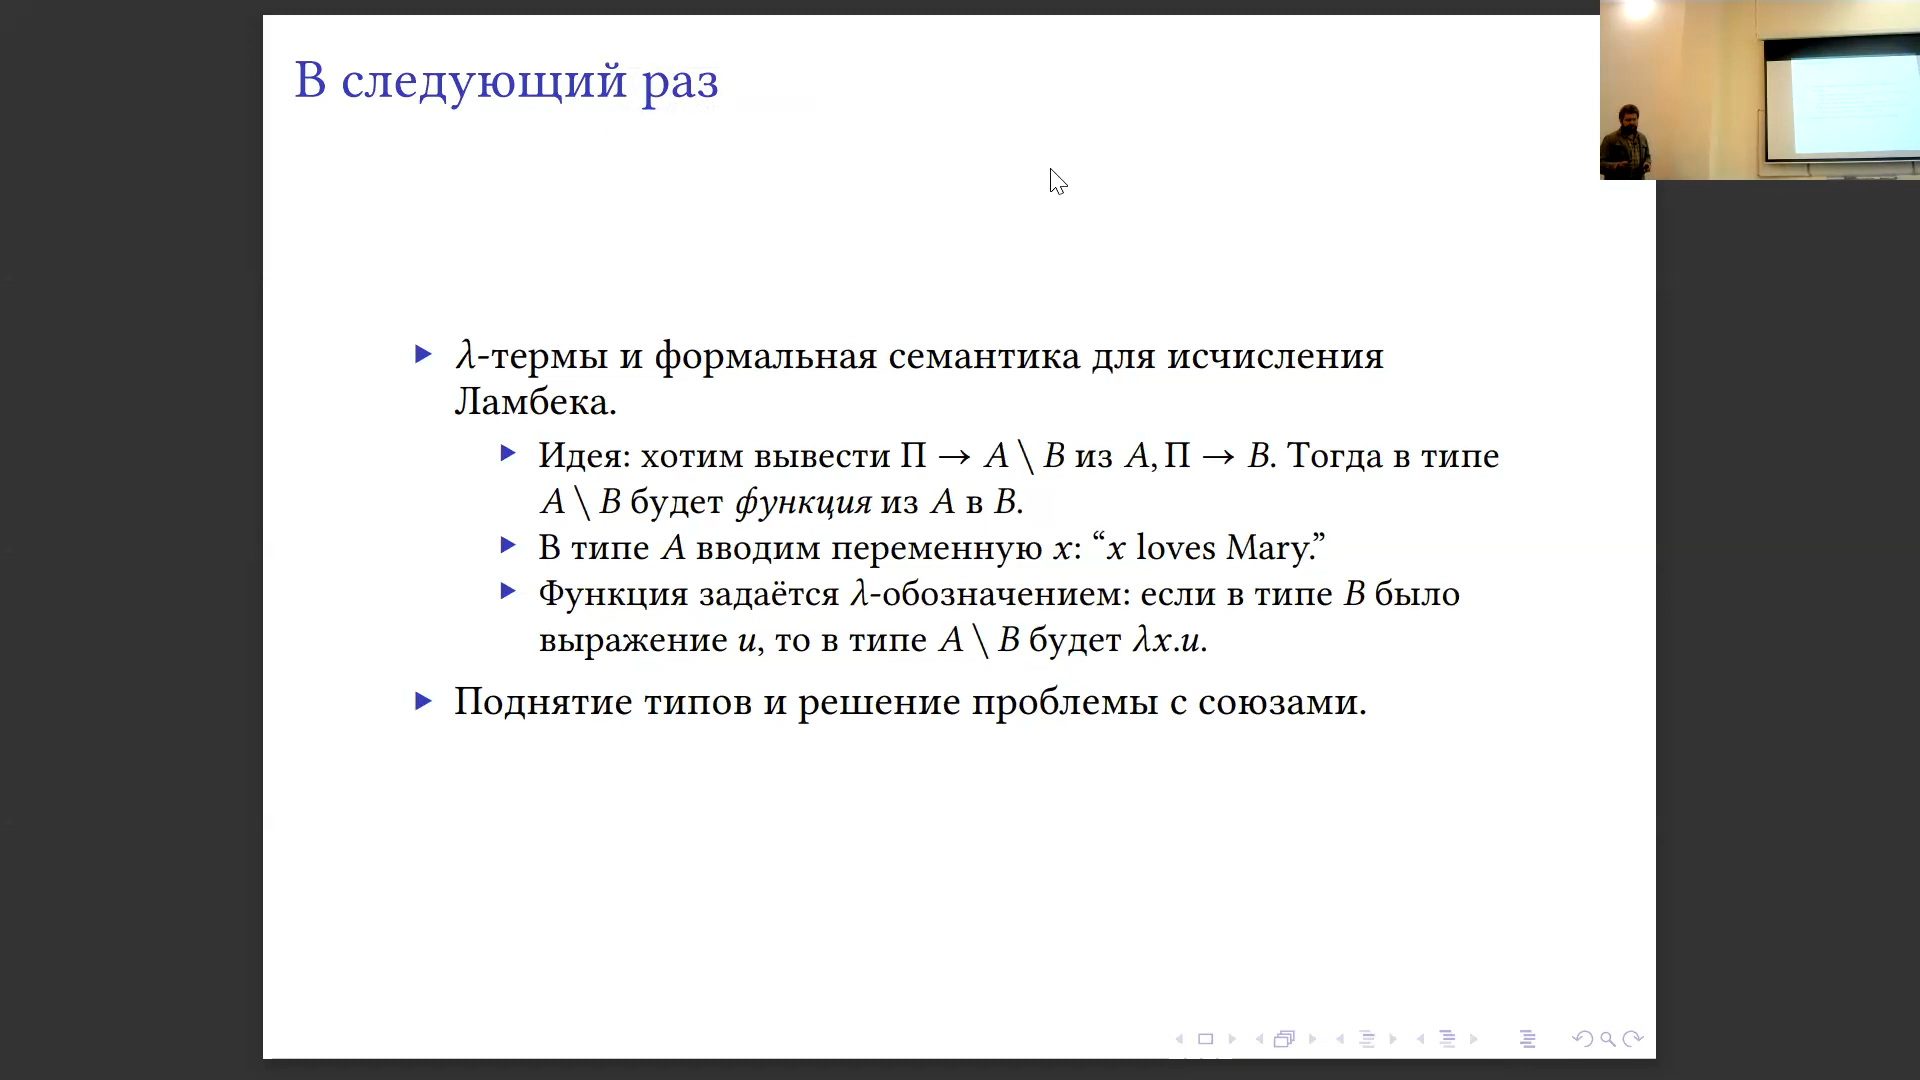 В следующий раз
λ-термы и формальная семантика для исчисления
Ламбека.
Идея: хотим вывести Π → A \ B из A, Π → B. Тогда в типе
A \ B будет функция из A в B.
В типе A вводим переменную x: “x loves Mary.”
Функция задаётся λ-обозначением: если в типе B было
выражение u, то в типе A \ B будет λx.u.
Поднятие типов и решение проблемы с союзами.